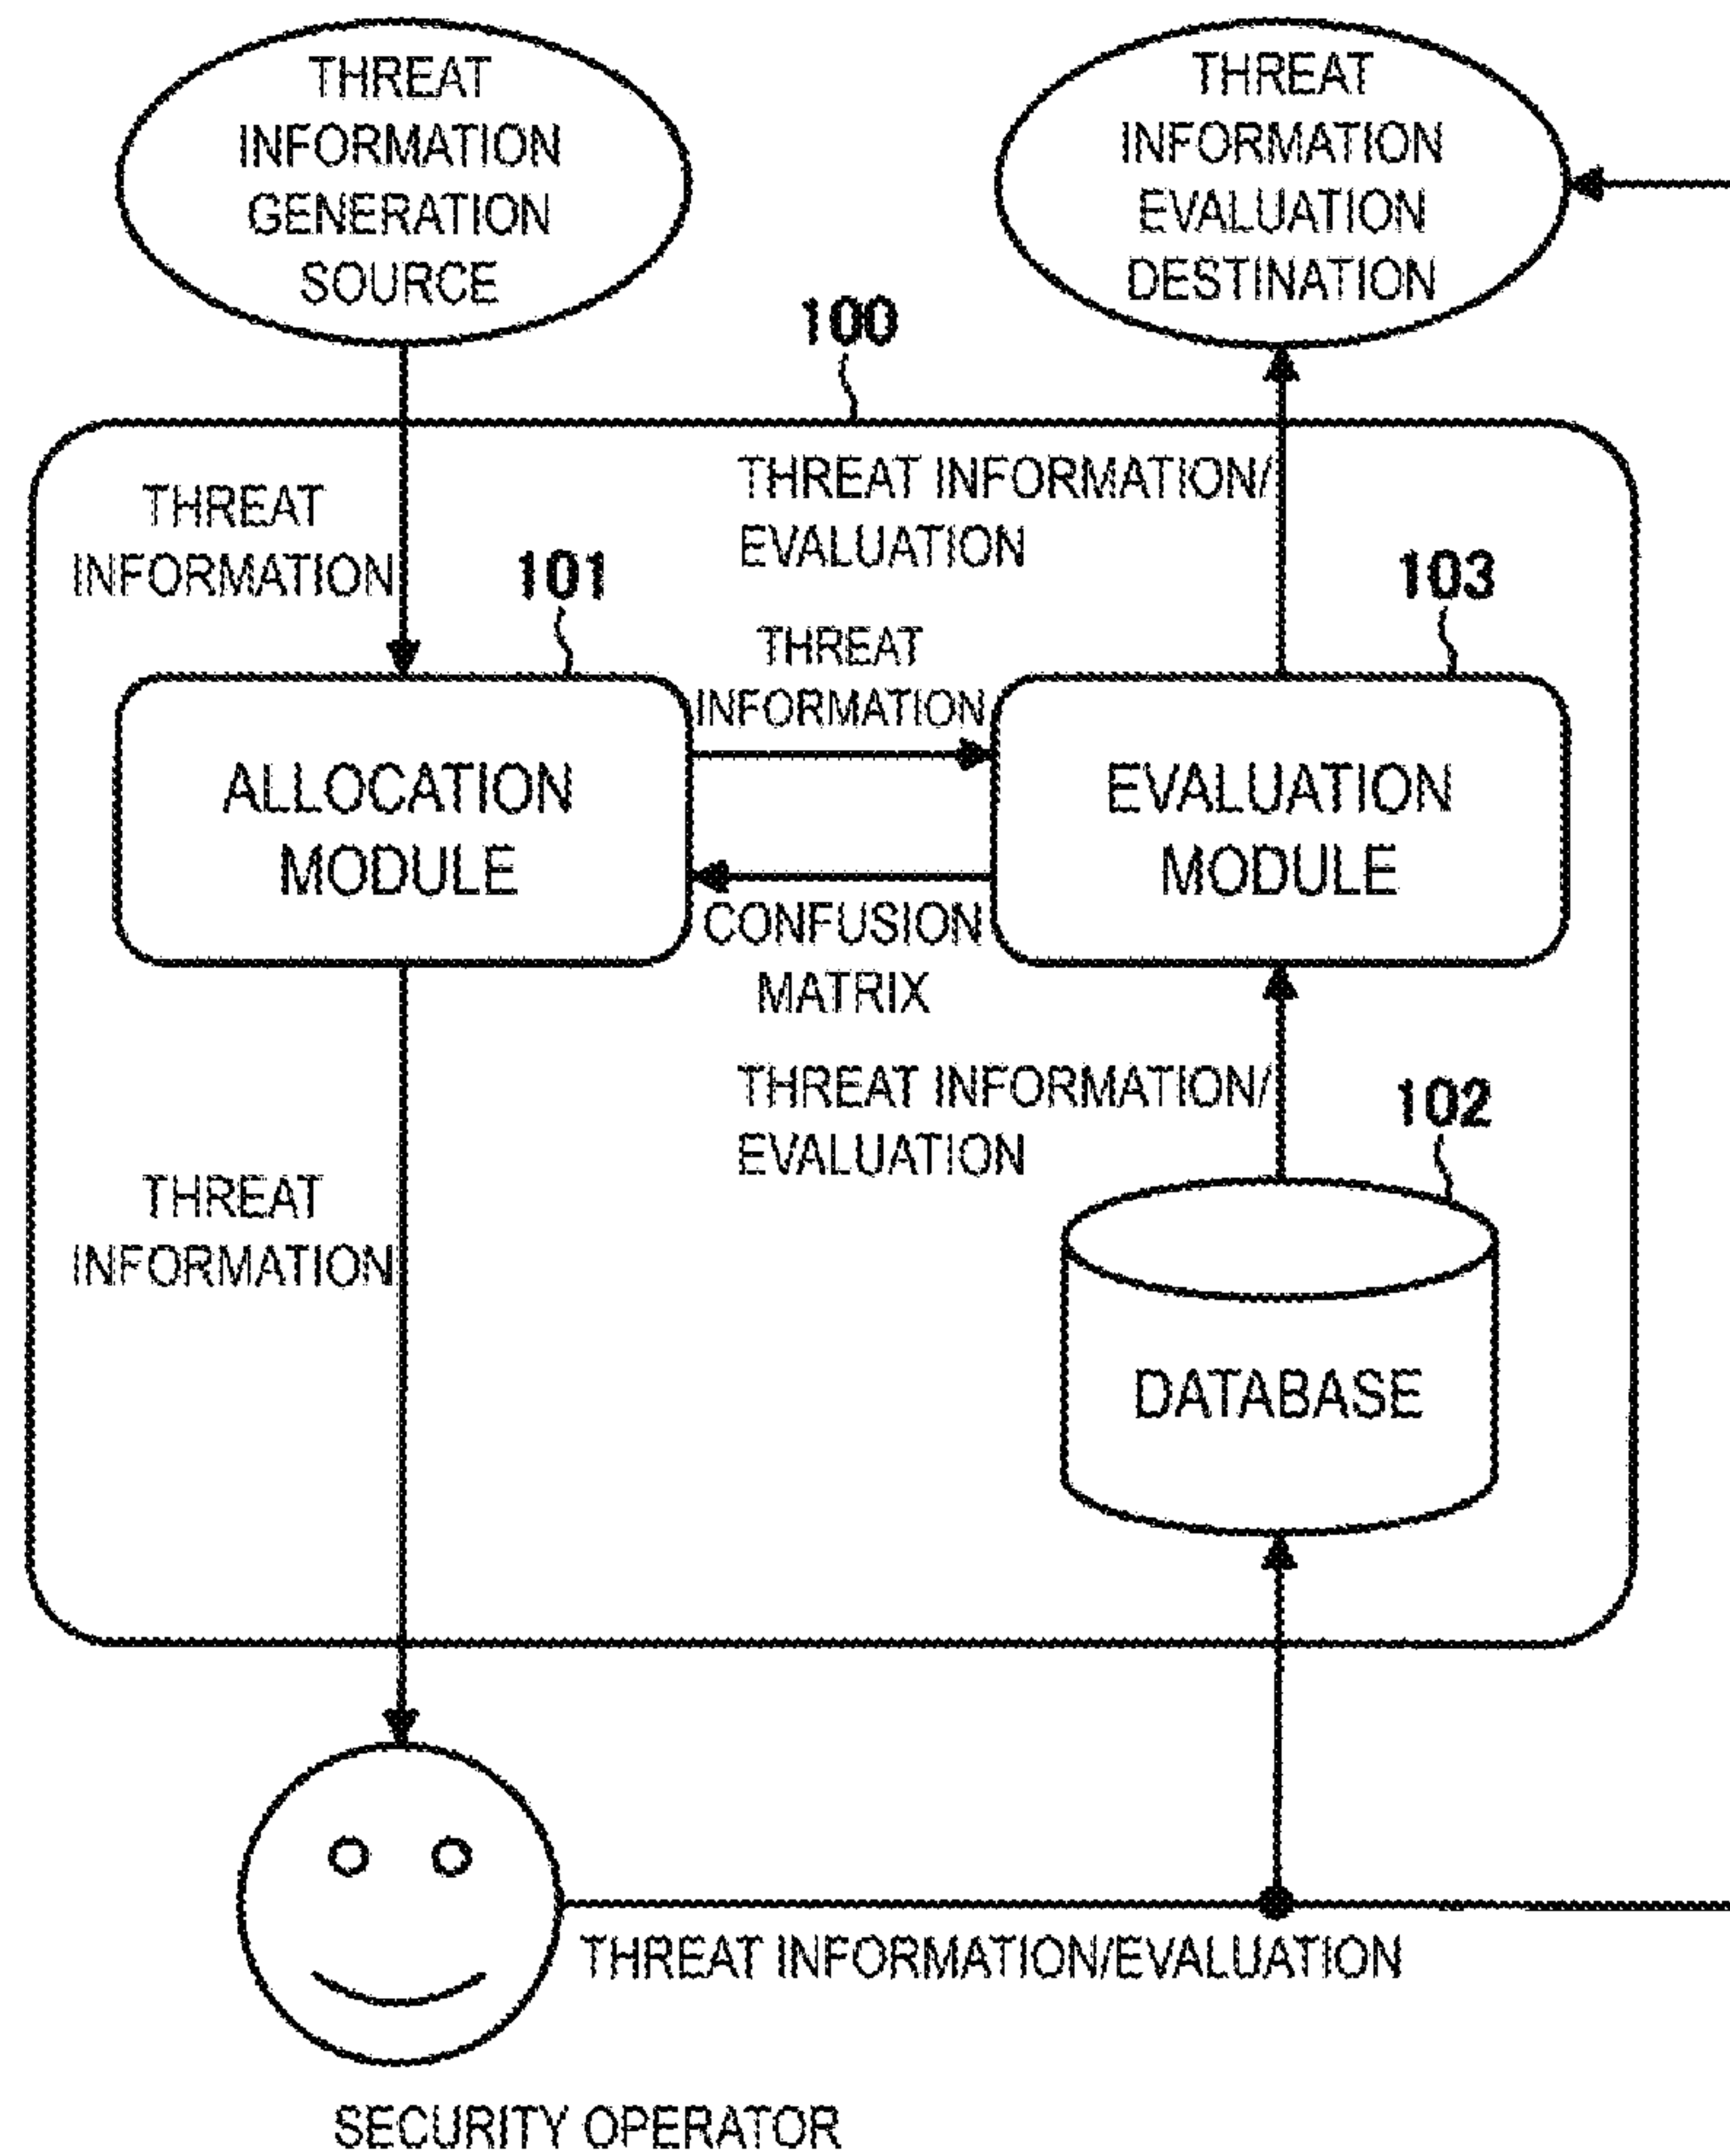 THREAT
INFORMATION
GENERATION
SOURCE
THREAT
INFORMATION
EVALUATION
DESTINATION
100
THREAT
INFORMATION
THREAT INFORMATION/
EVALUATION
101
103
THREAT
INFORMATION
ALLOCATION
MODULE
EVALUATION
MODULE
CONFUSION
MATRIX
THREAT INFORMATION/
EVALUATION
102
THREAT
INFORMATION
DATABASE
THREAT INFORMATION/EVALUATION
SECURITY OPERATOR